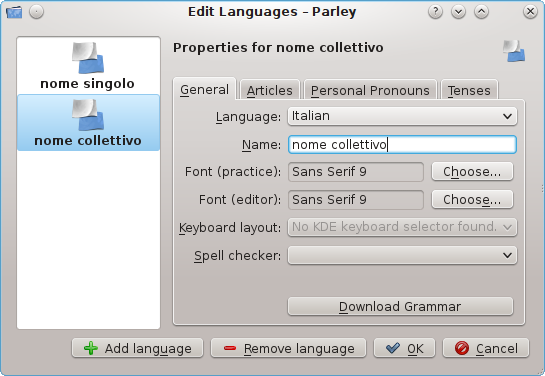 Edit Languages – Parley
nome singolo
nome collettivo
Properties for nome collettivo
General Articles Personal Pronouns Tenses
Language: Italian
Name: nome collettivo
Font (practice): Sans Serif 9 Choose...
Font (editor): Sans Serif 9 Choose...
Keyboard layout: No KDE keyboard selector found.
Spell checker:
Download Grammar
Add language Remove language OK Cancel